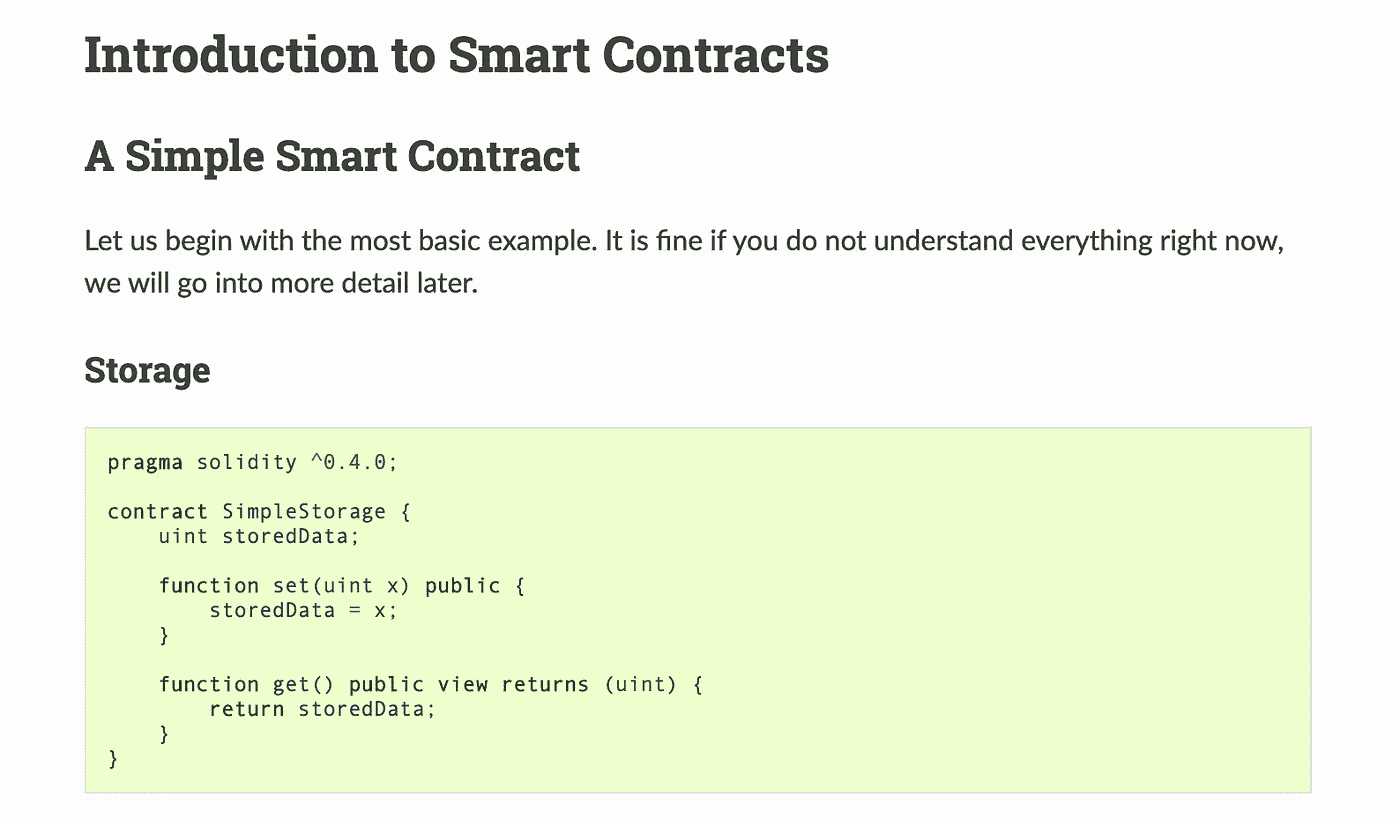 Introduction to Smart Contracts
A Simple Smart Contract
Let us begin with the most basic example. It is fine if you do not understand everything right now,
we will go into more detail later.
Storage
pragma solidity ^0.4.0;
contract SimpleStorage {
    uint storedData;
    function set(uint x) public {
        storedData = x;
    }
    function get() public view returns (uint) {
        return storedData;
    }
}